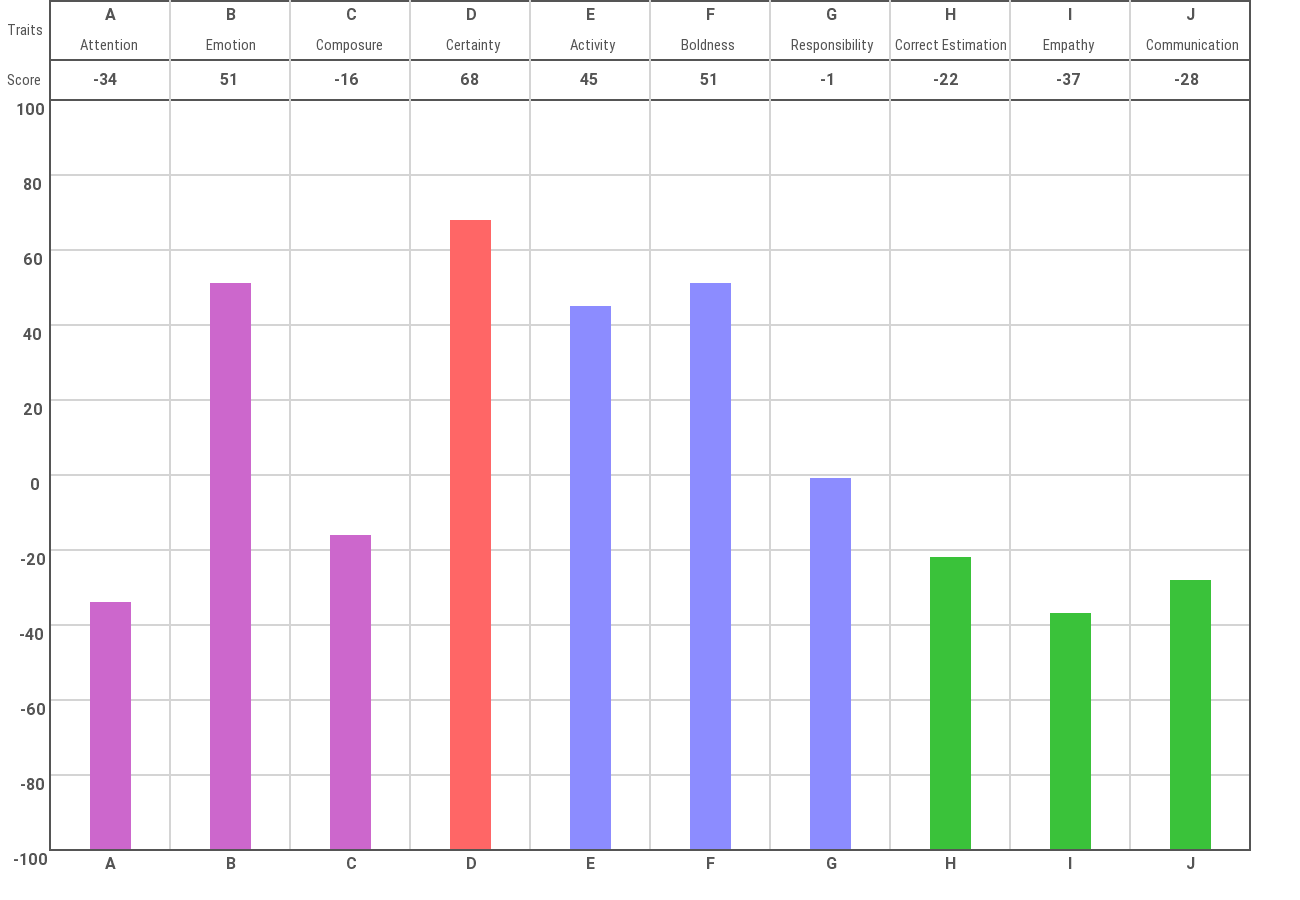 Traits
A B C D E F G H I J
Attention Emotion Composure Certainty Activity Boldness Responsibility Correct Estimation Empathy Communication
Score -34 51 -16 68 45 51 -1 -22 -37 -28
100
80
60
40
20
0
-20
-40
-60
-80
-100
A B C D E F G H I J